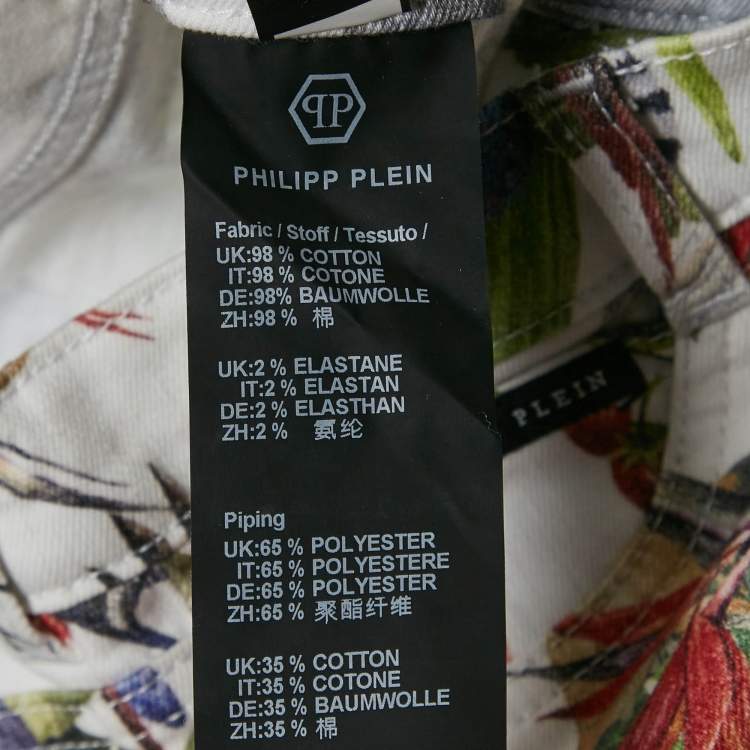 PP
PHILIPP PLEIN
Fabric / Stoff / Tessuto /
UK:98 % COTTON
IT:98 % COTONE
DE:98% BAUMWOLLE
ZH:98 % 棉
UK:2 % ELASTANE
IT:2 % ELASTAN
DE:2 % ELASTHAN
ZH:2 % 氨纶
PLEIN
Piping
UK:65 % POLYESTER
IT:65 % POLYESTERE
DE:65 % POLYESTER
ZH:65 % 聚酯纤维
UK:35 % COTTON
IT:35 % COTONE
DE:35 % BAUMWOLLE
ZH:35 % 棉